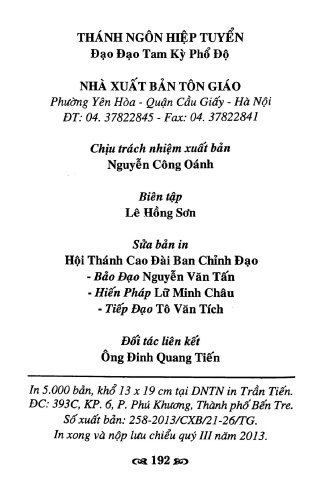 THÁNH NGÔN HIỆP TUYỂN
Đạo Đạo Tam Kỳ Phổ Độ
NHÀ XUẤT BẢN TÔN GIÁO
Phường Yên Hòa - Quận Cầu Giấy - Hà Nội
ĐT: 04. 37822845 - Fax: 04. 37822841
Chịu trách nhiệm xuất bản
Nguyễn Công Oánh
Biên tập
Lê Hồng Sơn
Sửa bản in
Hội Thánh Cao Đài Ban Chỉnh Đạo
- Bảo Đạo Nguyễn Văn Tấn
- Hiến Pháp Lữ Minh Châu
- Tiếp Đạo Tô Văn Tích
Đối tác liên kết
Ông Đinh Quang Tiến
In 5.000 bản, khổ 13 x 19 cm tại DNTN in Trần Tiến.
ĐC: 393C, KP. 6, P. Phú Khương, Thành phố Bến Tre.
Số xuất bản: 258-2013/CXB/21-26/TG.
In xong và nộp lưu chiểu quý III năm 2013.
192